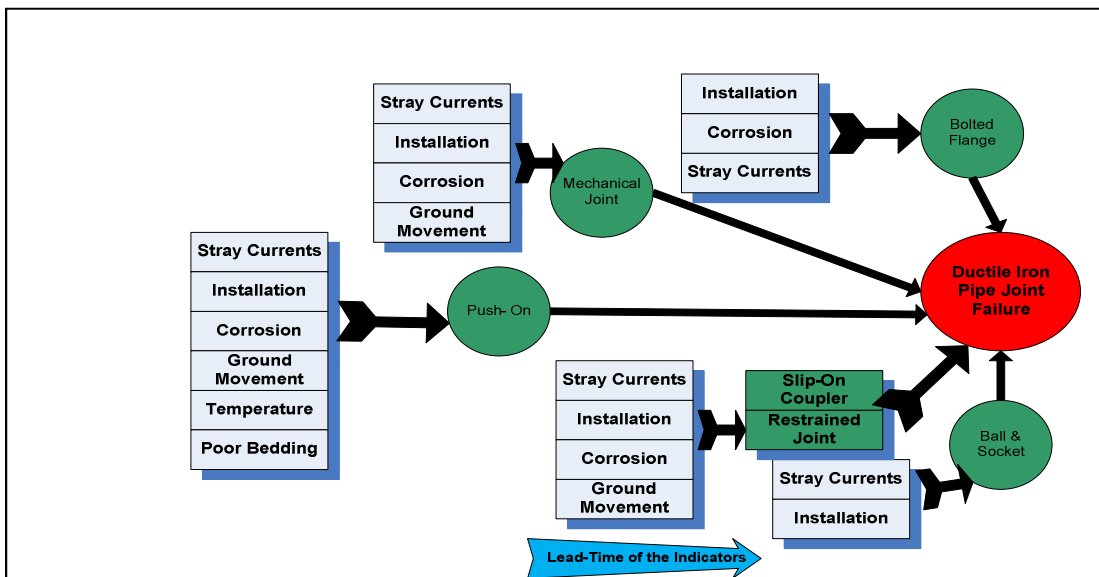 Stray Currents
Installation
Corrosion
Ground
Movement
Mechanical
Joint
Installation
Corrosion
Stray Currents
Bolted
Flange
Stray Currents
Installation
Corrosion
Ground
Movement
Temperature
Poor Bedding
Push- On
Ductile Iron
Pipe Joint
Failure
Stray Currents
Installation
Corrosion
Ground
Movement
Slip-On
Coupler
Restrained
Joint
Stray Currents
Installation
Ball &
Socket
Lead-Time of the Indicators